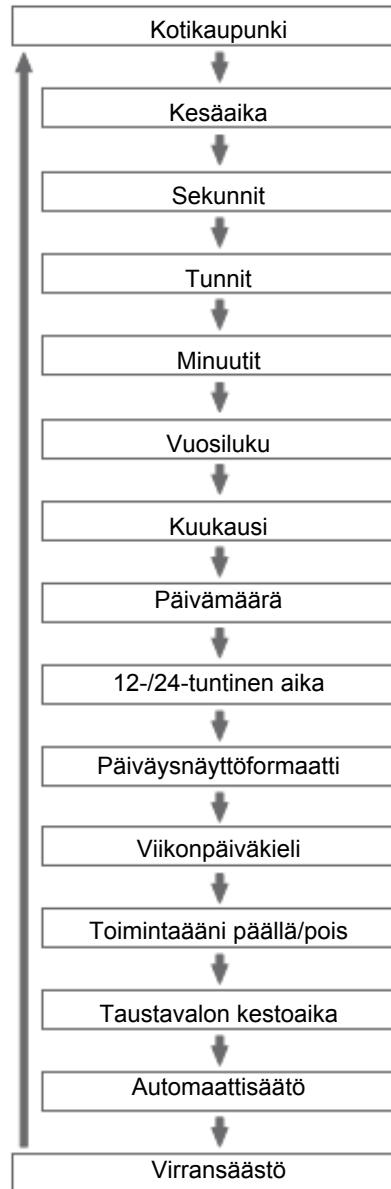 Kotikaupunki
Kesäaika
Sekunnit
Tunnit
Minuutit
Vuosiluku
Kuukausi
Päivämäärä
12-/24-tuntinen aika
Päiväysnäyttöformaatti
Viikonpäiväkieli
Toimintaääni päällä/pois
Taustavalon kestoaika
Automaattisäätö
Virransäästö